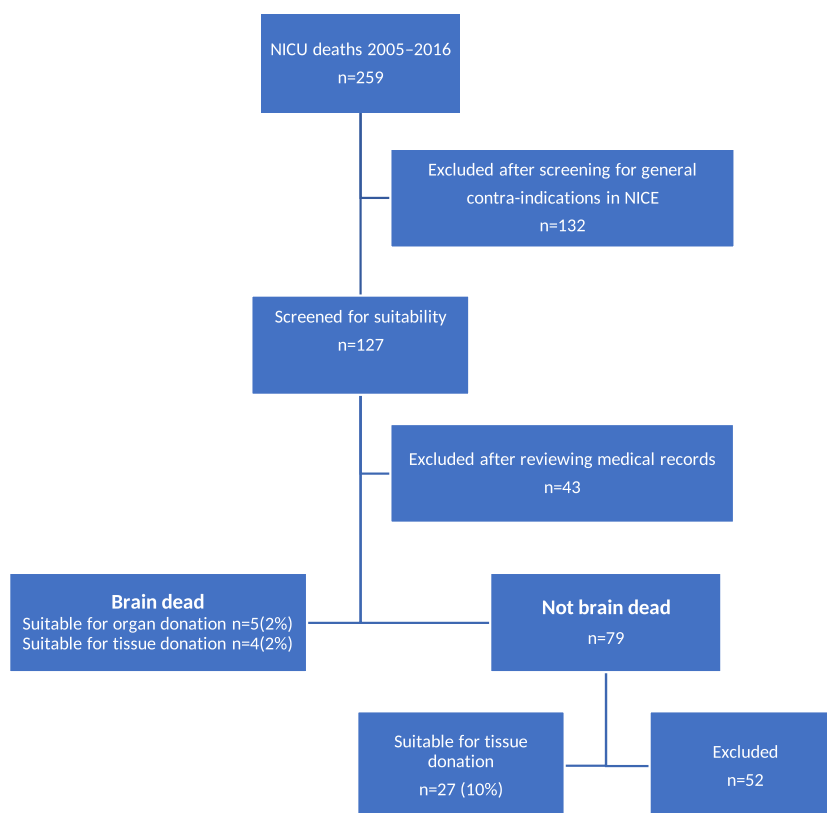 NICU deaths 2005–2016
n=259
Excluded after screening for general
contra-indications in NICE
n=132
Screened for suitability
n=127
Excluded after reviewing medical records
n=43
Brain dead
Suitable for organ donation n=5(2%)
Suitable for tissue donation n=4(2%)
Not brain dead
n=79
Suitable for tissue
donation
n=27 (10%)
Excluded
n=52